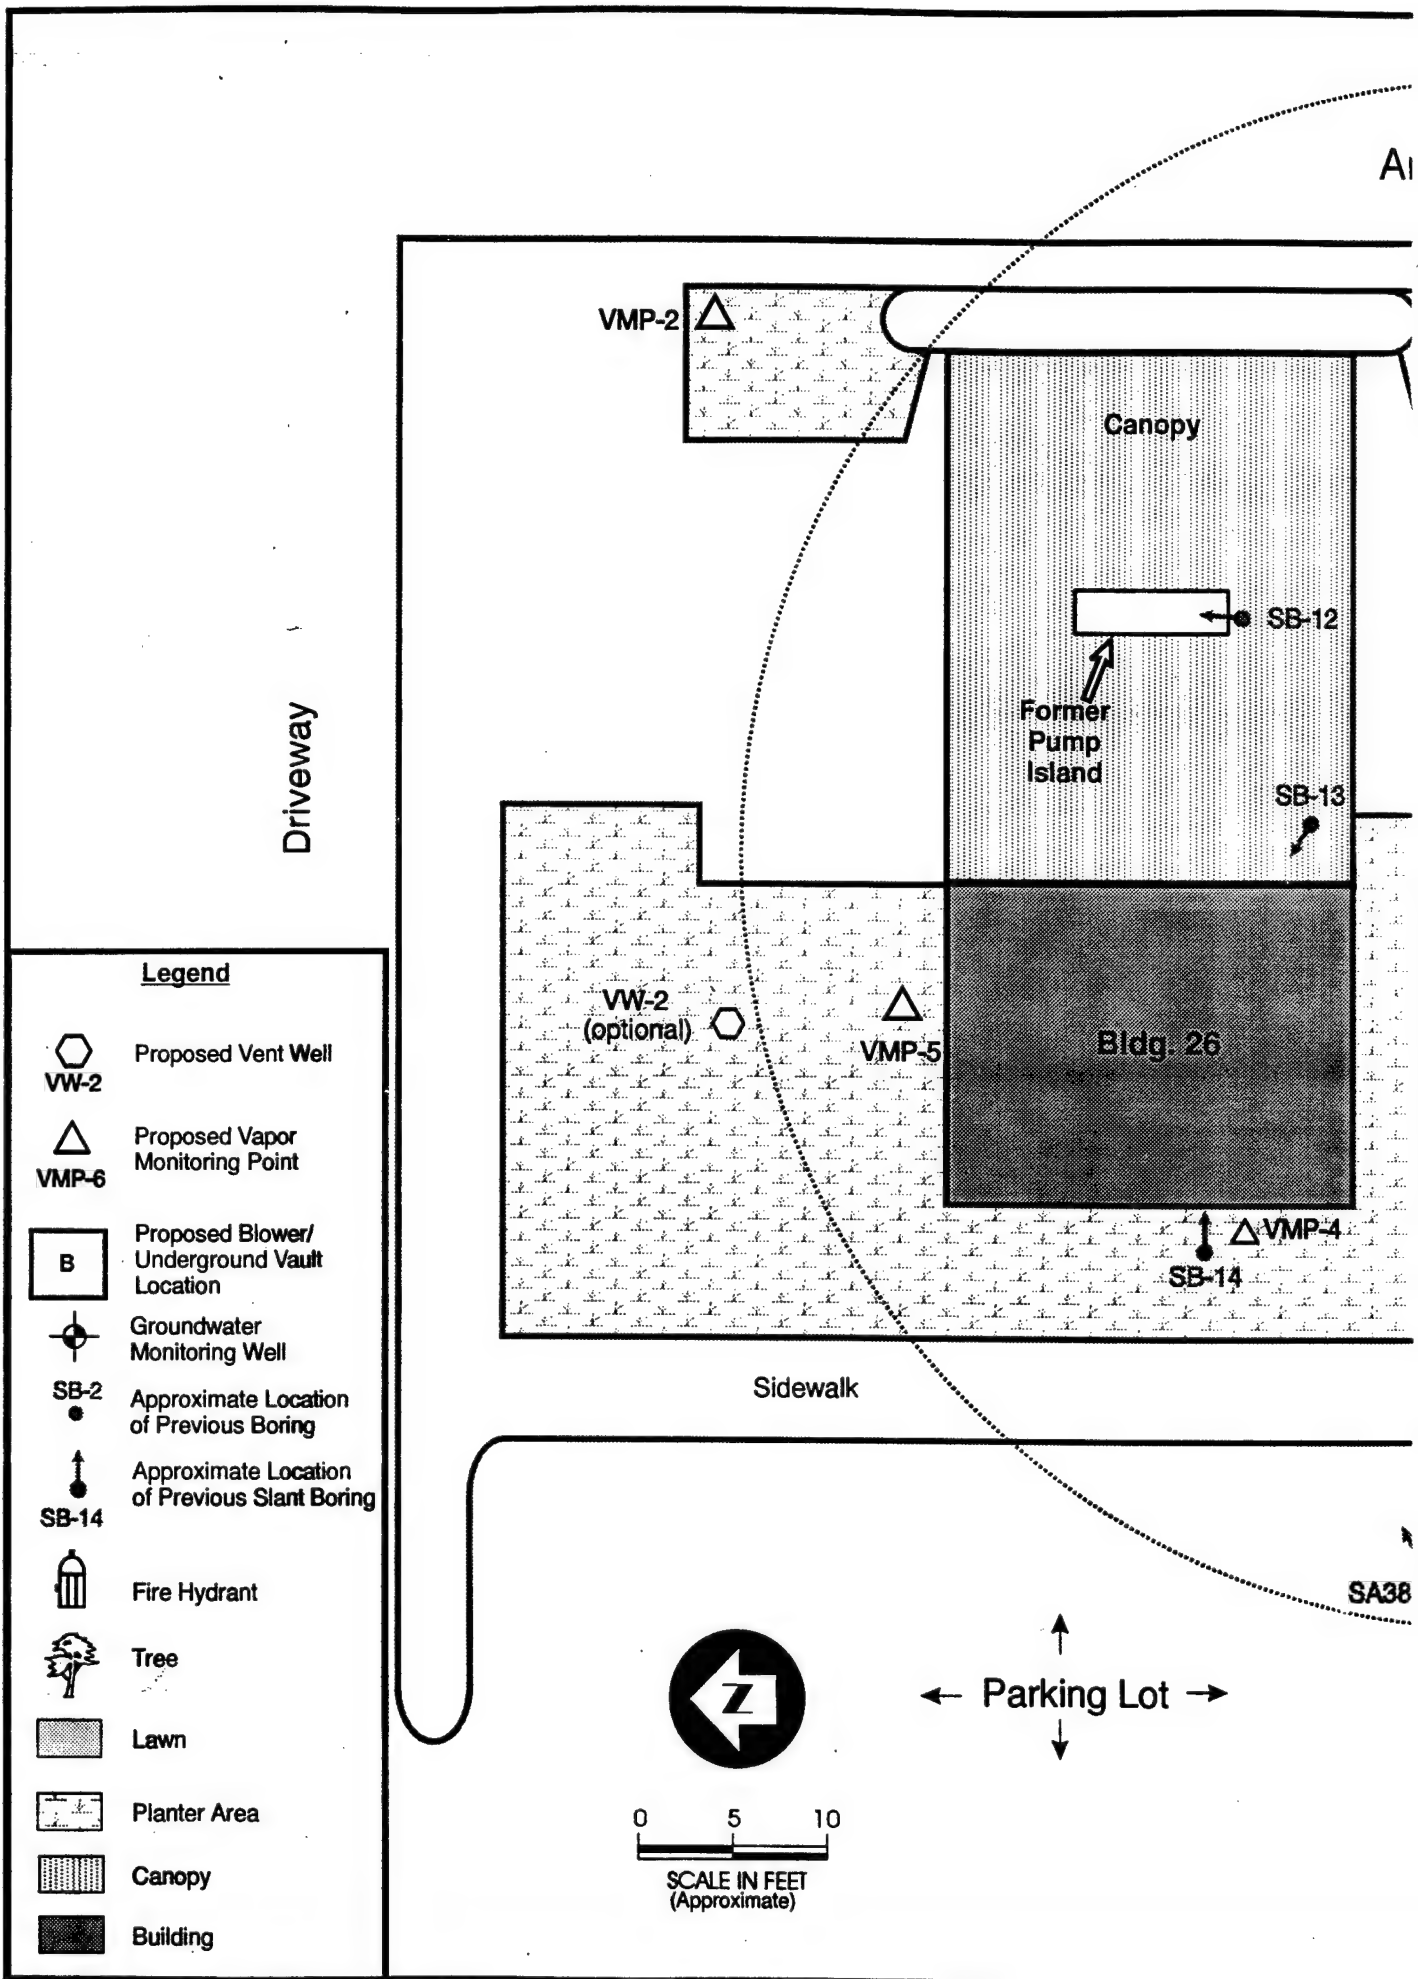 VMP-2
Canopy
SB-12
Former
Pump
Island
SB-13
Driveway
VW-2
(optional)
VMP-5
Bldg. 26
VMP-4
SB-14
Sidewalk
SA38
Parking Lot
Z
0 5 10
SCALE IN FEET
(Approximate)
Legend
VW-2
Proposed Vent Well
VMP-6
Proposed Vapor
Monitoring Point
B
Proposed Blower/
Underground Vault
Location
Groundwater
Monitoring Well
SB-2
Approximate Location
of Previous Boring
SB-14
Approximate Location
of Previous Slant Boring
Fire Hydrant
Tree
Lawn
Planter Area
Canopy
Building